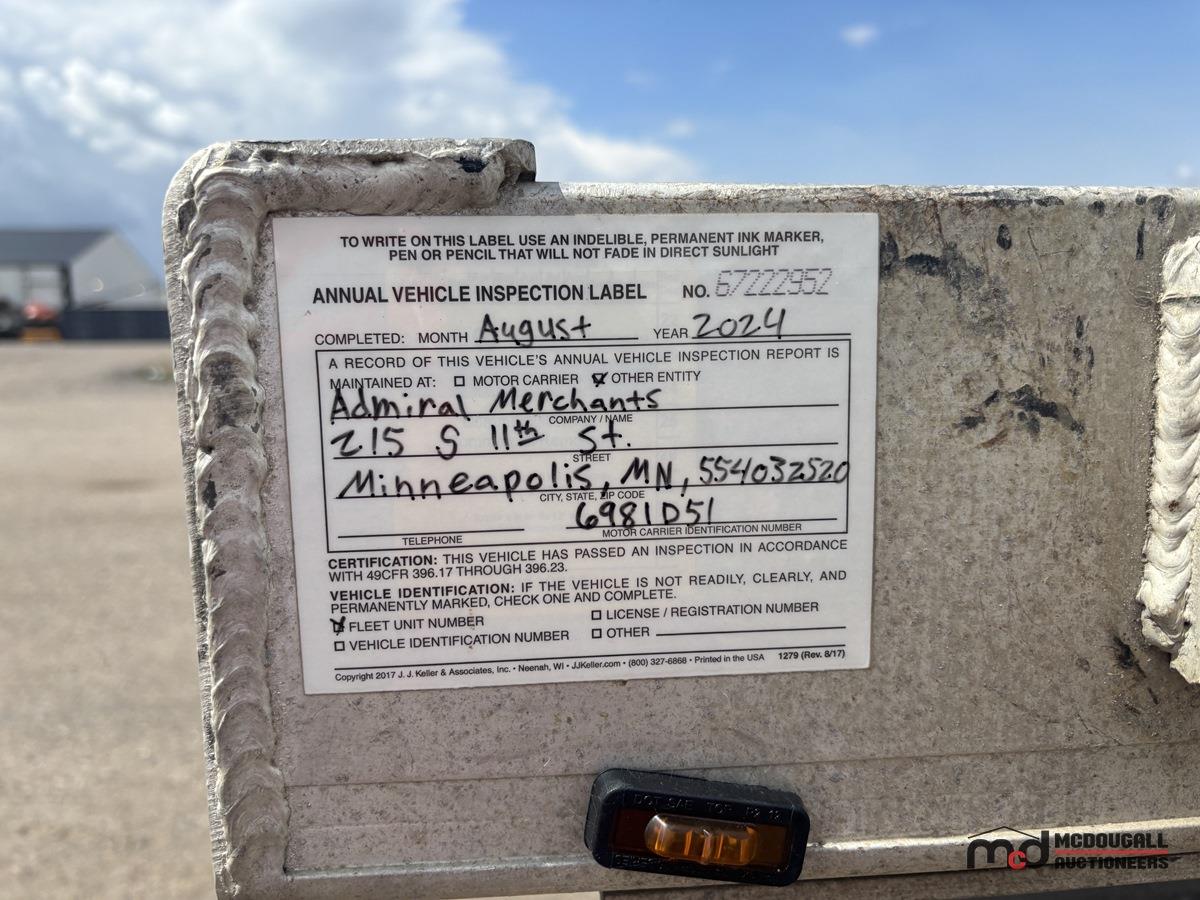 TO WRITE ON THIS LABEL USE AN INDELIBLE, PERMANENT INK MARKER,
PEN OR PENCIL THAT WILL NOT FADE IN DIRECT SUNLIGHT
ANNUAL VEHICLE INSPECTION LABEL NO. 67222952
COMPLETED: MONTH August YEAR 2024
A RECORD OF THIS VEHICLE'S ANNUAL VEHICLE INSPECTION REPORT IS
MAINTAINED AT: MOTOR CARRIER OTHER ENTITY
Admiral Merchants
COMPANY / NAME
215 S 11th St.
STREET
Minneapolis, MN, 554032520
CITY, STATE, ZIP CODE
6981D51
TELEPHONE MOTOR CARRIER IDENTIFICATION NUMBER
CERTIFICATION: THIS VEHICLE HAS PASSED AN INSPECTION IN ACCORDANCE
WITH 49CFR 396.17 THROUGH 396.23.
VEHICLE IDENTIFICATION: IF THE VEHICLE IS NOT READILY, CLEARLY, AND
PERMANENTLY MARKED, CHECK ONE AND COMPLETE.
FLEET UNIT NUMBER LICENSE / REGISTRATION NUMBER
VEHICLE IDENTIFICATION NUMBER OTHER
Copyright 2017 J. J. Keller & Associates, Inc. • Neenah, WI • JJKeller.com • (800) 327-6868 • Printed in the USA 1279 (Rev. 8/17)
DOT SAE P2
mcd MCDOUGALL
AUCTIONEERS